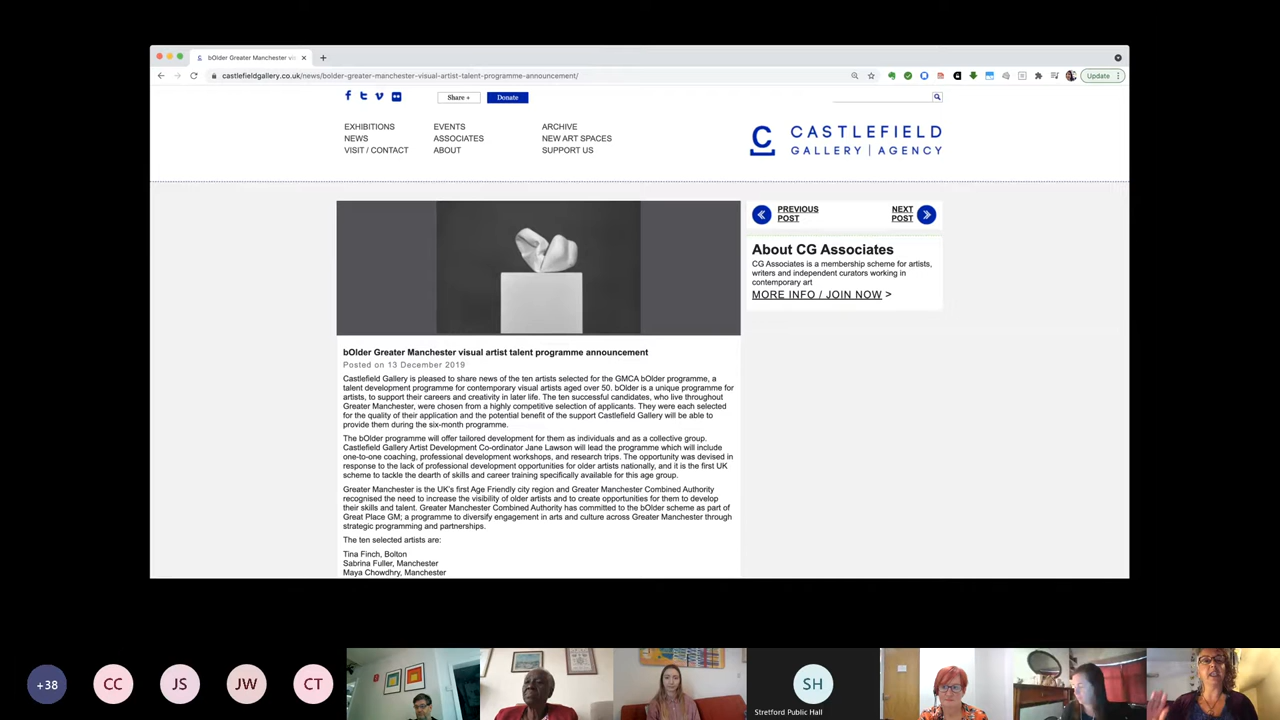 bOlder Greater Manchester vi
castlefieldgallery.co.uk/news/bolder-greater-manchester-visual-artist-talent-programme-announcement/
Update
Share +
Donate
EXHIBITIONS
EVENTS
ARCHIVE
NEWS
ASSOCIATES
NEW ART SPACES
VISIT / CONTACT
ABOUT
SUPPORT US
CASTLEFIELD
GALLERY | AGENCY
PREVIOUS
POST
NEXT
POST
About CG Associates
CG Associates is a membership scheme for artists,
writers and independent curators working in
contemporary art
MORE INFO / JOIN NOW >
bOlder Greater Manchester visual artist talent programme announcement
Posted on 13 December 2019
Castlefield Gallery is pleased to share news of the ten artists selected for the GMCA bOlder programme, a
talent development programme for contemporary visual artists aged over 50. bOlder is a unique programme for
artists, to support their careers and creativity in later life. The ten successful candidates, who live throughout
Greater Manchester, were chosen from a highly competitive selection of applicants. They were each selected
for the quality of their application and the potential benefit of the support Castlefield Gallery will be able to
provide them during the six-month programme.
The bOlder programme will offer tailored development for them as individuals and as a collective group.
Castlefield Gallery Artist Development Co-ordinator Jane Lawson will lead the programme which will include
one-to-one coaching, professional development workshops, and research trips. The opportunity was devised in
response to the lack of professional development opportunities for older artists nationally, and it is the first UK
scheme to tackle the dearth of skills and career training specifically available for this age group.
Greater Manchester is the UK's first Age Friendly city region and Greater Manchester Combined Authority
recognised the need to increase the visibility of older artists and to create opportunities for them to develop
their skills and talent. Greater Manchester Combined Authority has committed to the bOlder scheme as part of
Great Place GM; a programme to diversify engagement in arts and culture across Greater Manchester through
strategic programming and partnerships.
The ten selected artists are:
Tina Finch, Bolton
Sabrina Fuller, Manchester
Maya Chowdhry, Manchester
+38
CC
JS
JW
CT
SH
Stretford Public Hall